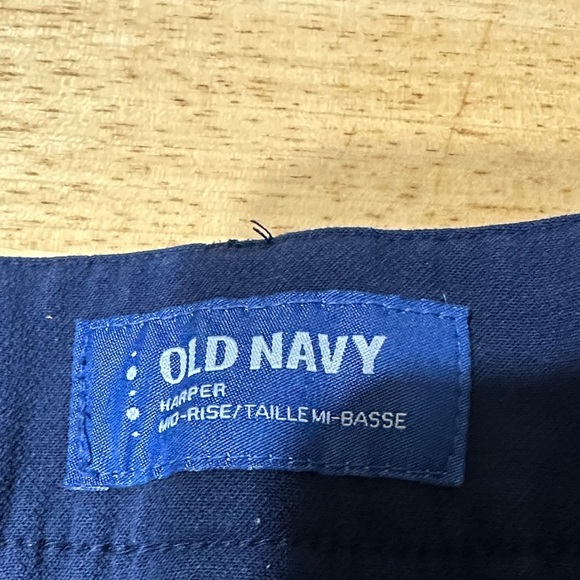 OLD NAVY
HARPER
MID-RISE/TAILLE MI-BASSE